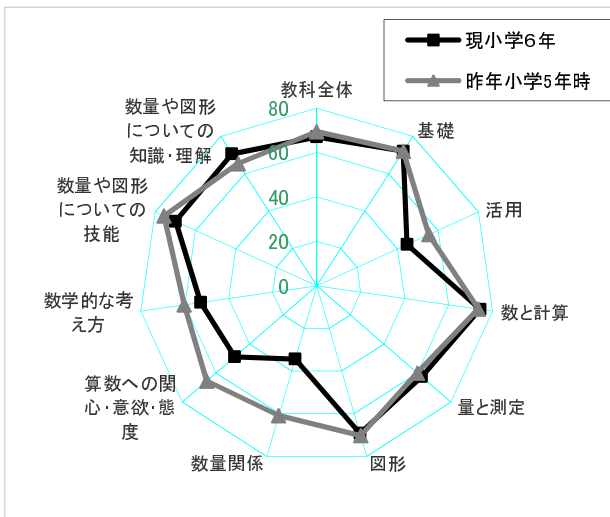 現小学6年
昨年小学5年時
教科全体
基礎
活用
数と計算
量と測定
図形
数量関係
算数への関
心・意欲・態
度
数学的な考
え方
数量や図形
についての
技能
数量や図形
についての
知識・理解
80
60
40
20
0